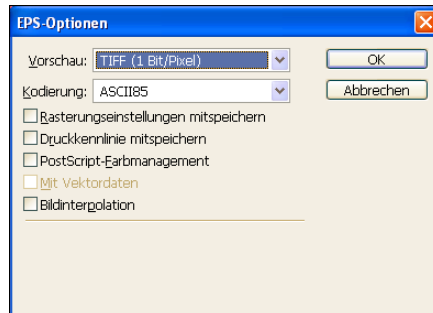 EPS-Optionen
Vorschau: TIFF (1 Bit/Pixel)
OK
Kodierung: ASCII85
Abbrechen
Rasterungseinstellungen mitspeichern
Druckkennlinie mitspeichern
PostScript-Farbmanagement
Mit Vektordaten
Bildinterpolation